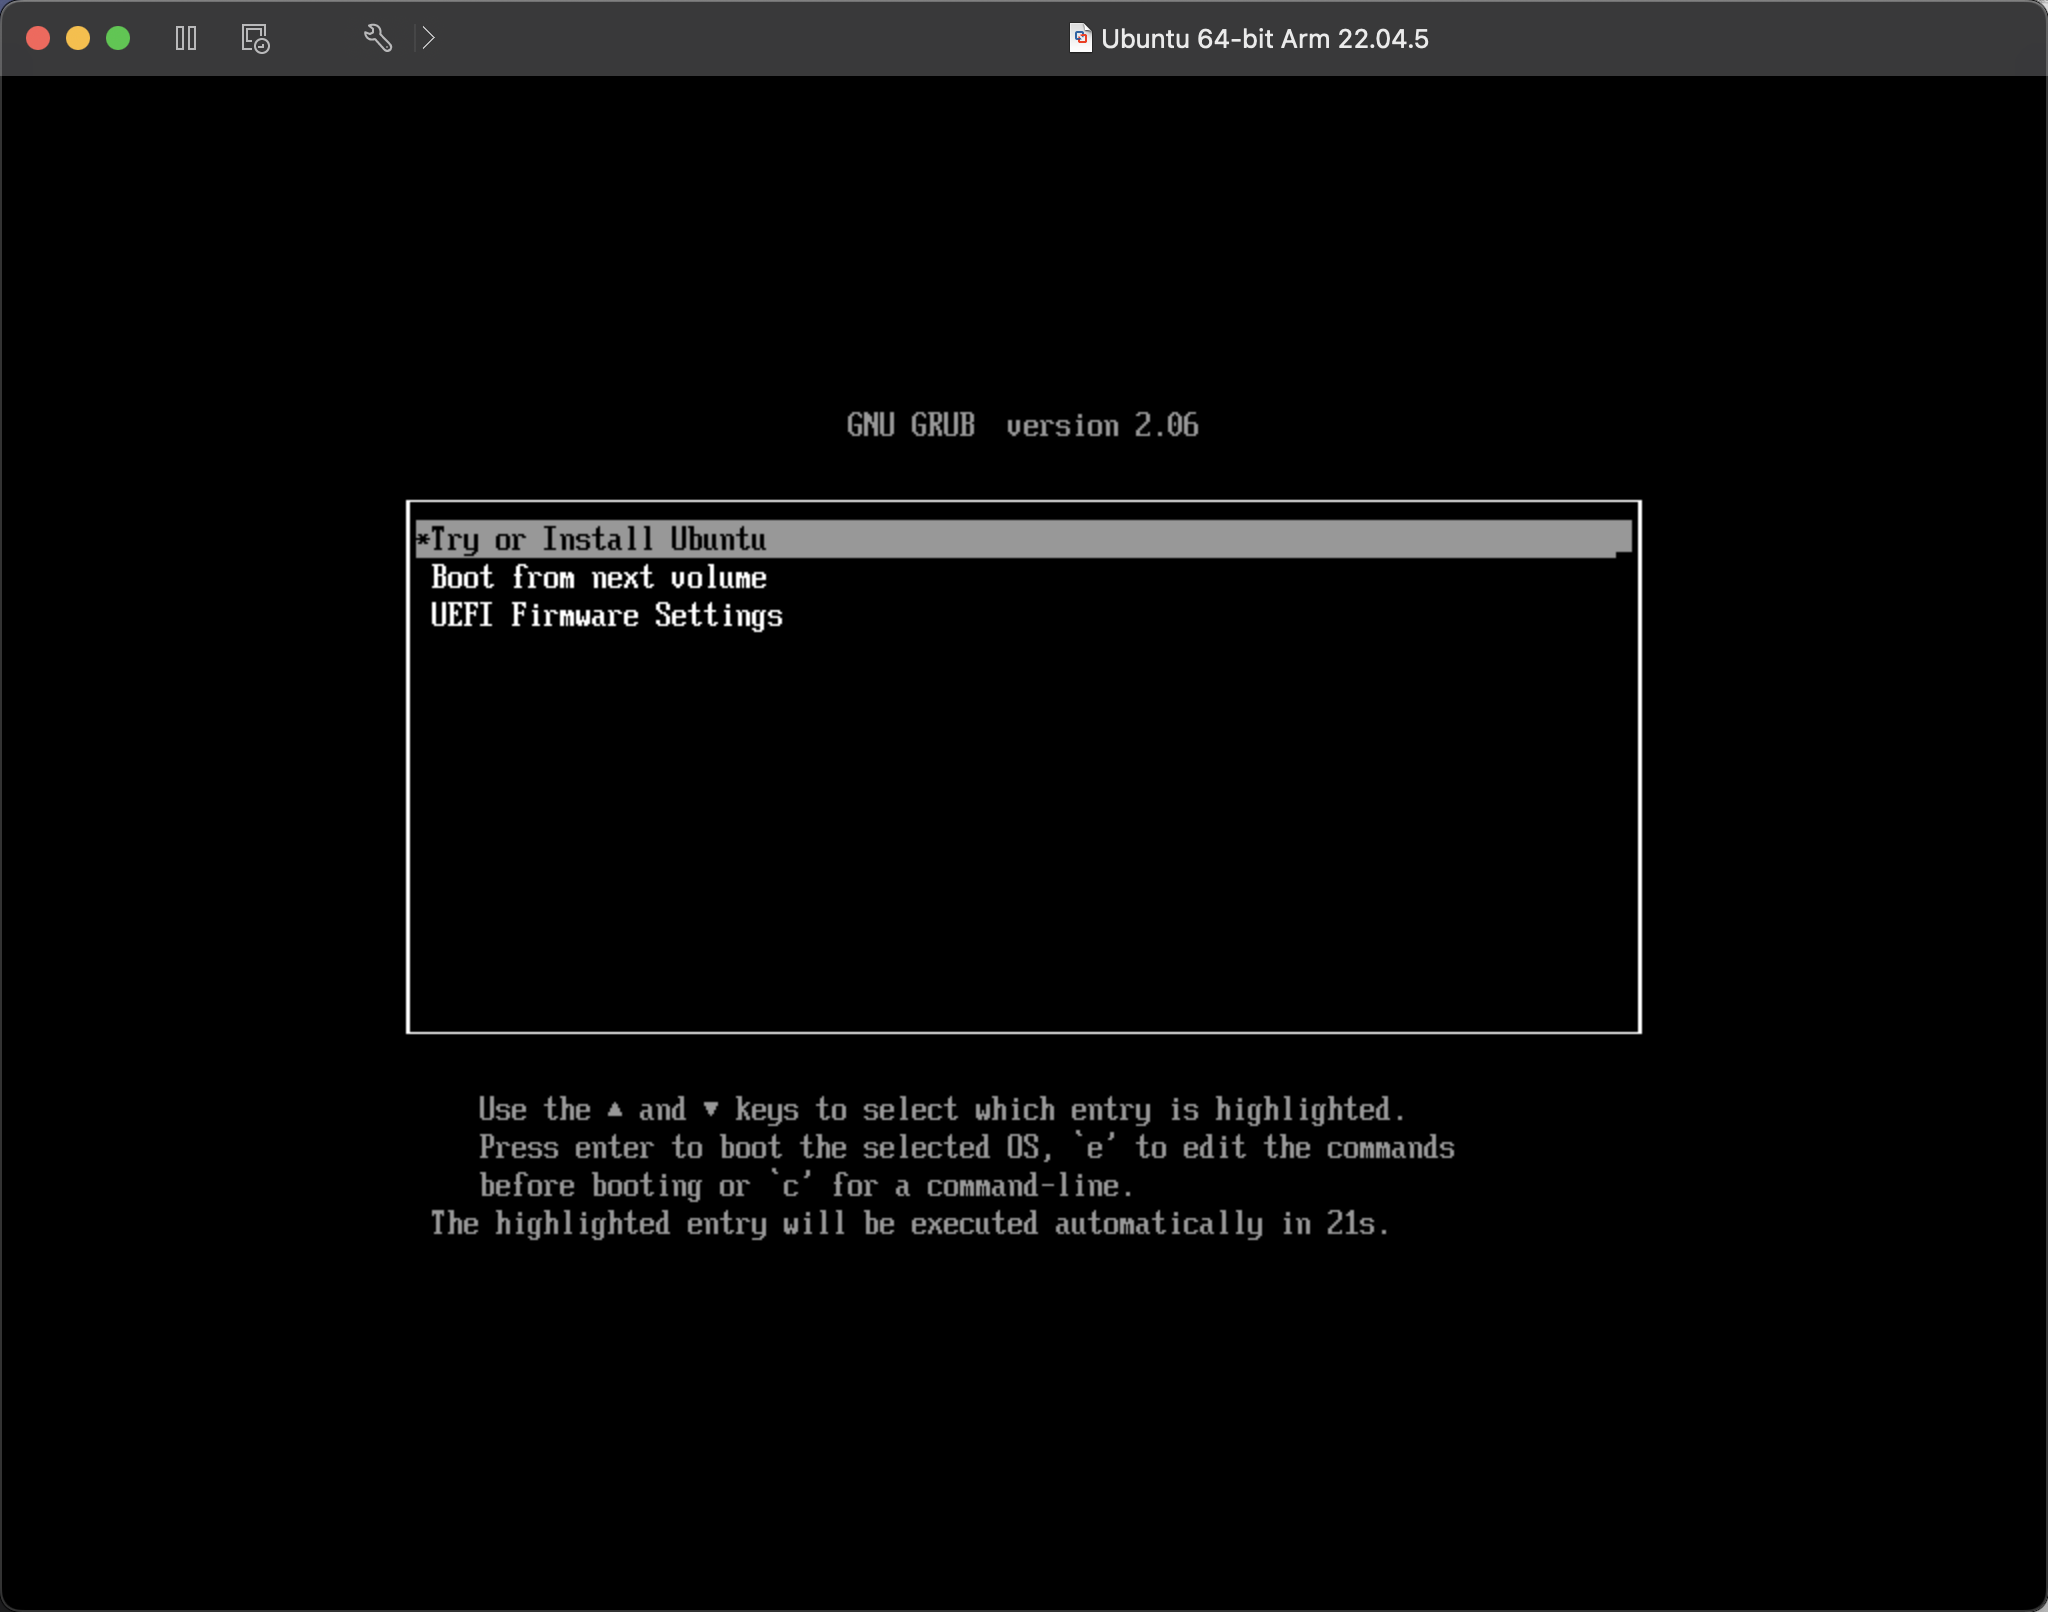 Ubuntu 64-bit Arm 22.04.5
GNU GRUB  version 2.06
*Try or Install Ubuntu
Boot from next volume
UEFI Firmware Settings
Use the ▲ and ▼ keys to select which entry is highlighted.
Press enter to boot the selected OS, `e' to edit the commands
before booting or `c' for a command-line.
The highlighted entry will be executed automatically in 21s.